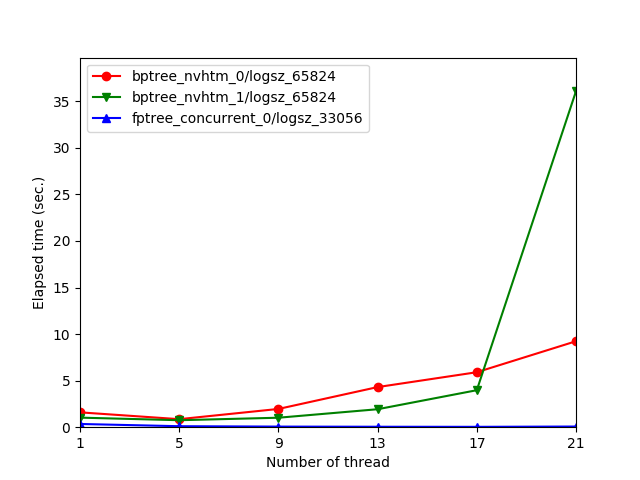 bptree_nvhtm_0/logsz_65824
bptree_nvhtm_1/logsz_65824
fptree_concurrent_0/logsz_33056
35
30
25
20
15
10
5
0
Elapsed time (sec.)
1 5 9 13 17 21
Number of thread